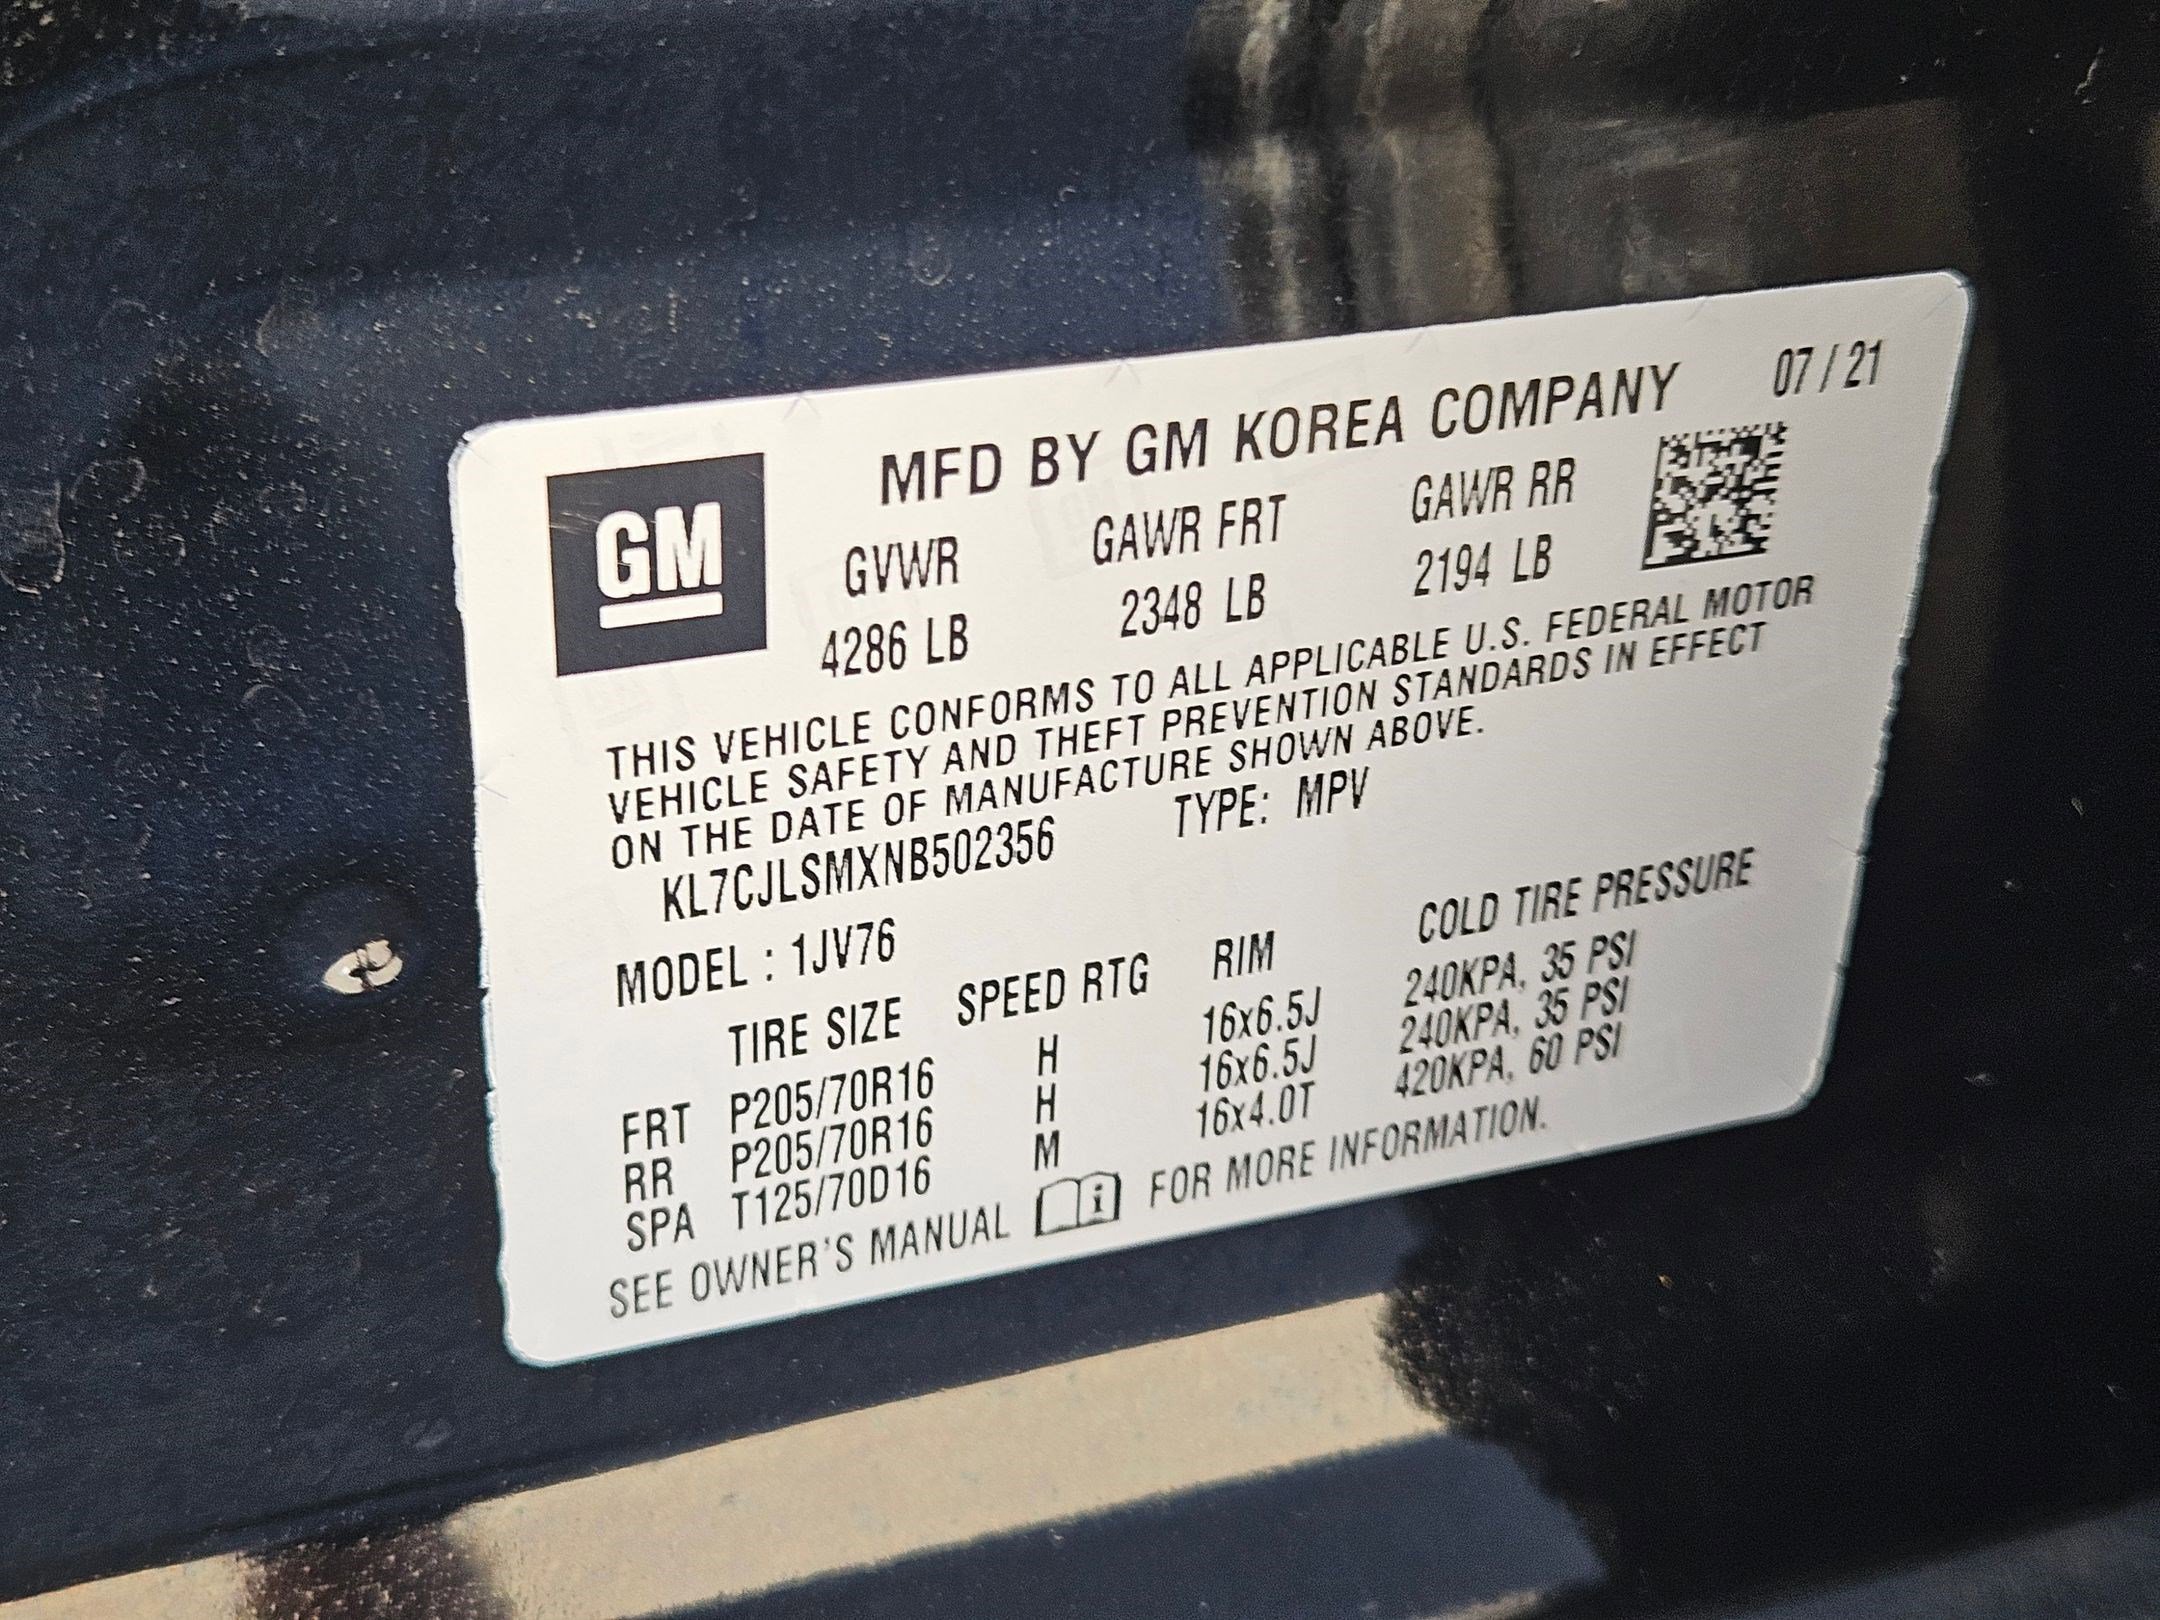 MFD BY GM KOREA COMPANY 07 / 21
GM
GVWR GAWR FRT GAWR RR
4286 LB 2348 LB 2194 LB
THIS VEHICLE CONFORMS TO ALL APPLICABLE U.S. FEDERAL MOTOR
VEHICLE SAFETY AND THEFT PREVENTION STANDARDS IN EFFECT
ON THE DATE OF MANUFACTURE SHOWN ABOVE.
KL7CJLSMXNB502356 TYPE: MPV
MODEL : 1JV76
TIRE SIZE SPEED RTG RIM COLD TIRE PRESSURE
FRT P205/70R16 H 16x6.5J 240KPA, 35 PSI
RR P205/70R16 H 16x6.5J 240KPA, 35 PSI
SPA T125/70D16 M 16x4.0T 420KPA, 60 PSI
SEE OWNER'S MANUAL i FOR MORE INFORMATION.